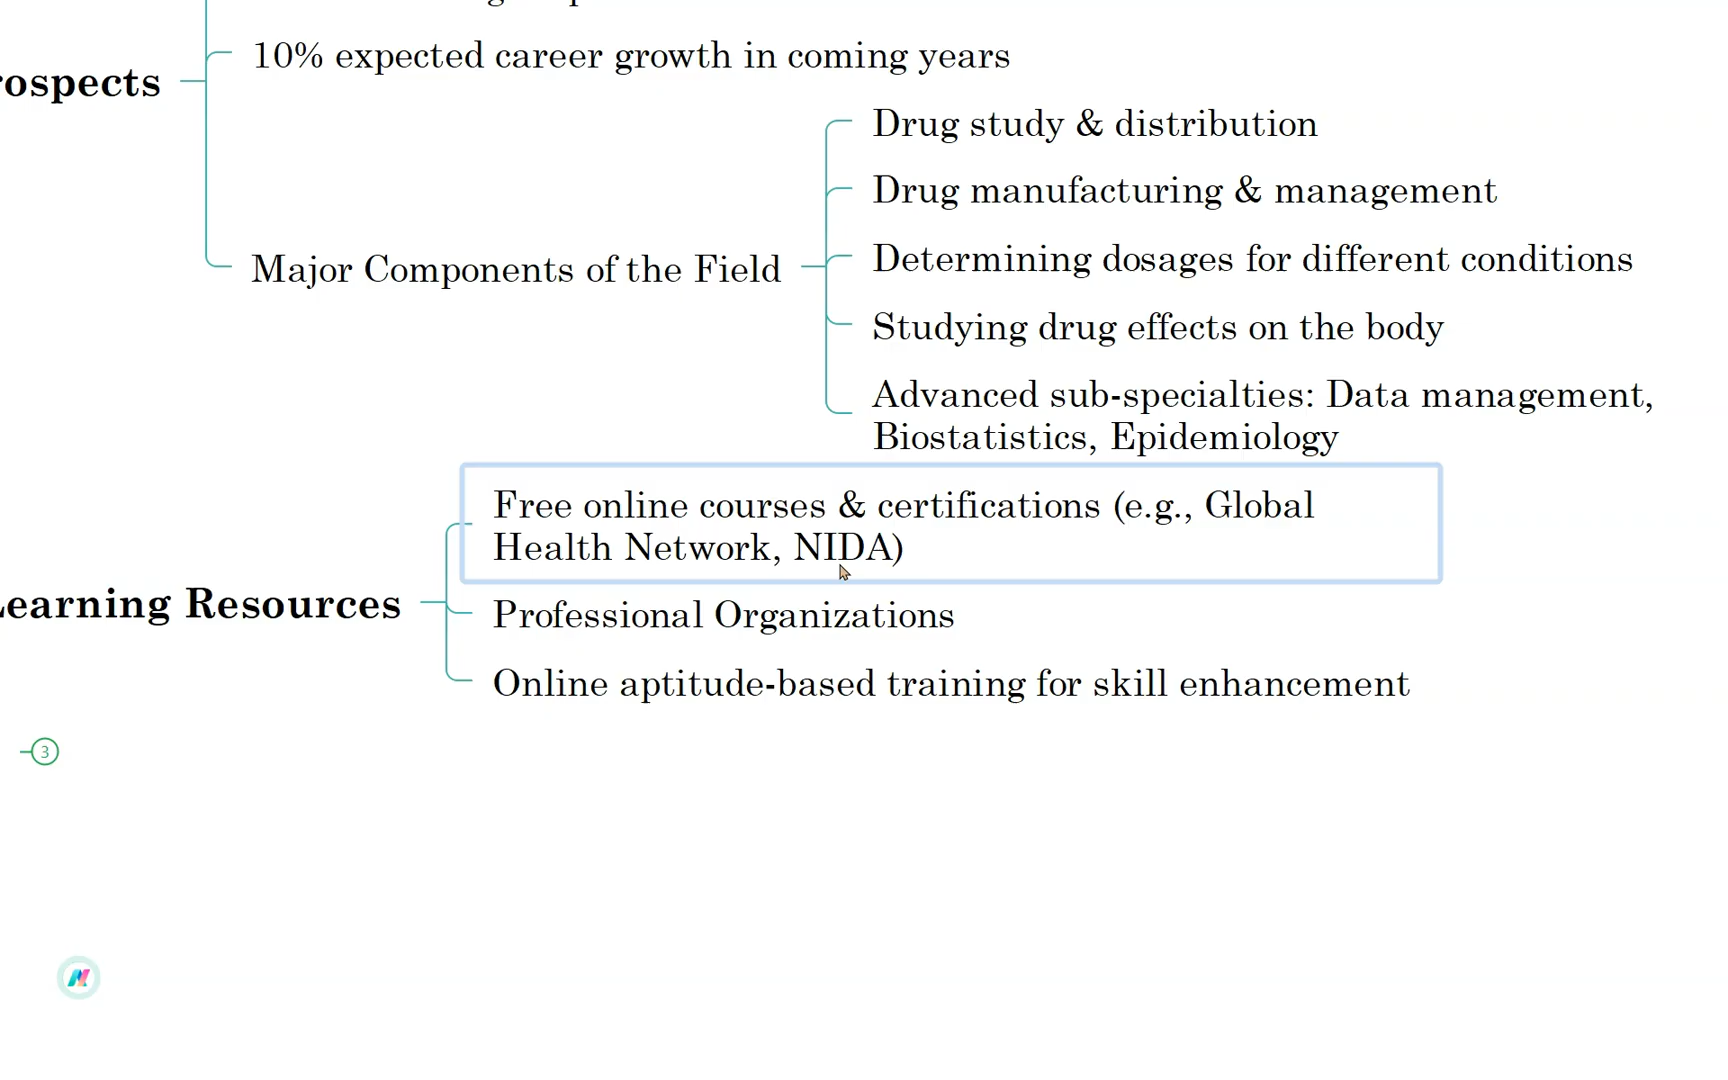 10% expected career growth in coming years
rospects
Drug study & distribution
Drug manufacturing & management
Major Components of the Field
Determining dosages for different conditions
Studying drug effects on the body
Advanced sub-specialties: Data management,
Biostatistics, Epidemiology
Free online courses & certifications (e.g., Global
Health Network, NIDA)
Learning Resources
Professional Organizations
Online aptitude-based training for skill enhancement
3